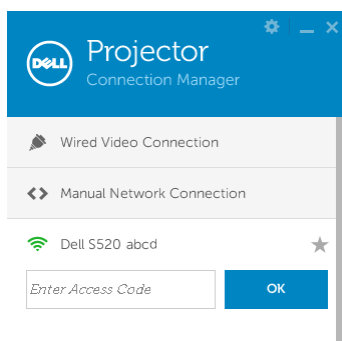 DELL
Projector
Connection Manager
Wired Video Connection
Manual Network Connection
Dell S520 abcd
Enter Access Code
OK